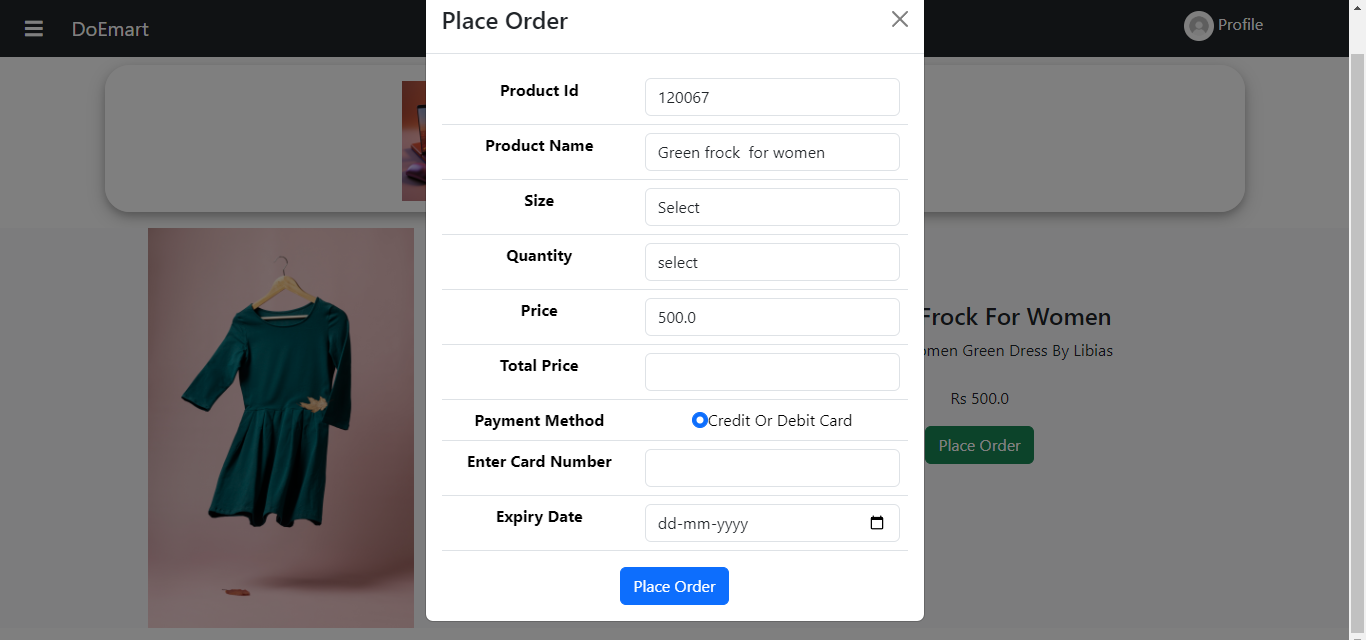 DoEmart
Place Order
Profile
Product Id 120067
Product Name Green frock  for women
Size Select
Quantity select
Price 500.0
Total Price
Payment Method Credit Or Debit Card
Enter Card Number
Expiry Date dd-mm-yyyy
Place Order
Frock For Women
omen Green Dress By Libias
Rs 500.0
Place Order